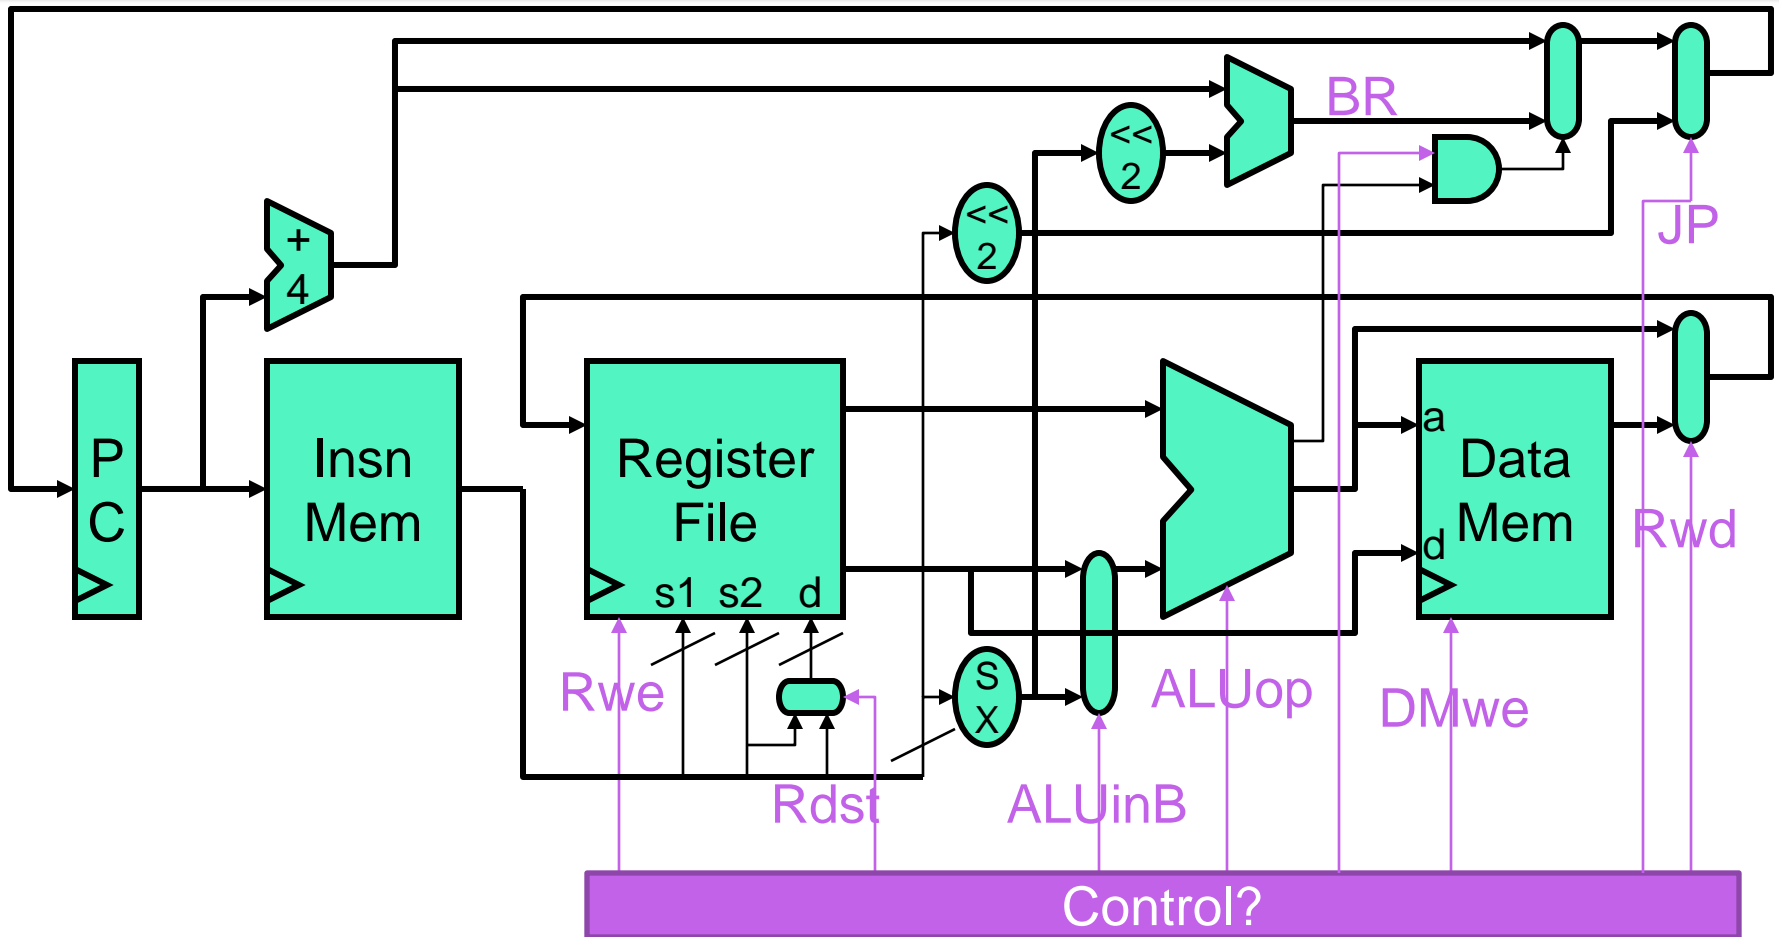 BR
<<
2
<<
2
JP
+
4
P
C
Insn
Mem
Register
File
s1 s2 d
a
Data
Mem
d
Rwd
S
X
Rwe
ALUop
DMwe
Rdst
ALUinB
Control?